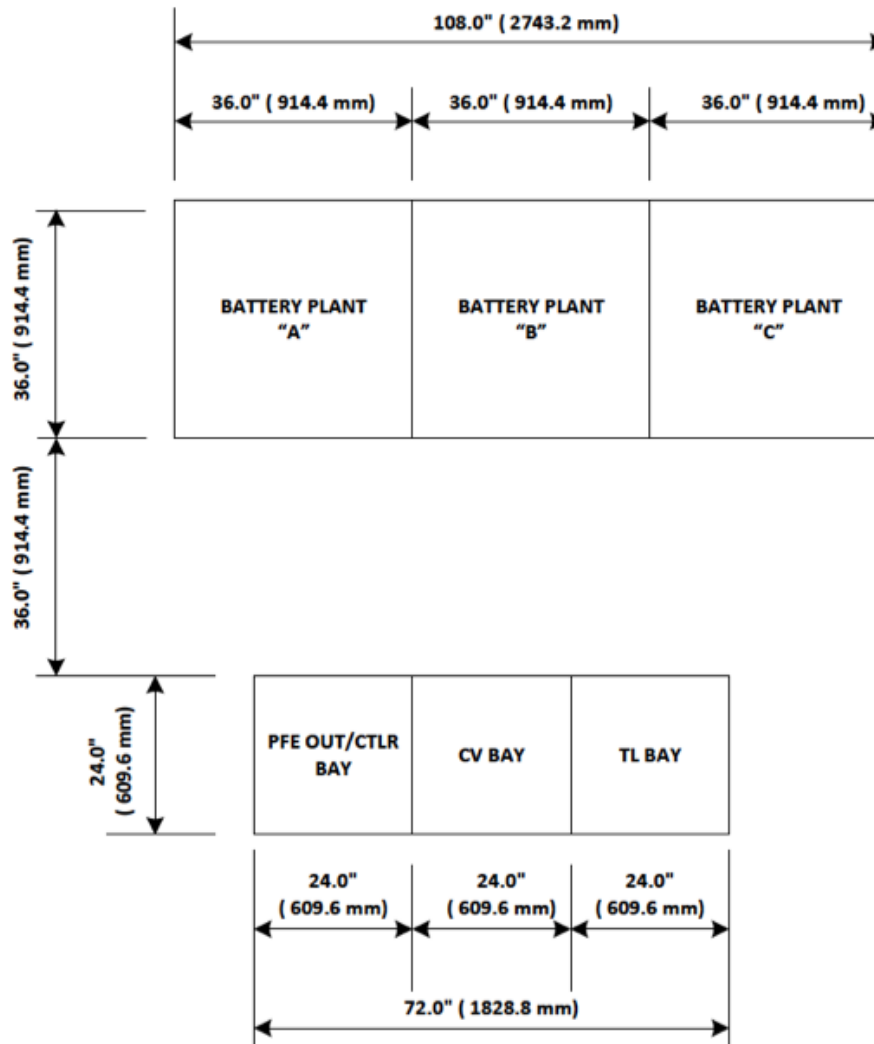 108.0" ( 2743.2 mm)
36.0" ( 914.4 mm)
36.0" ( 914.4 mm)
36.0" ( 914.4 mm)
36.0" ( 914.4 mm)
BATTERY PLANT
“A”
BATTERY PLANT
“B”
BATTERY PLANT
“C”
36.0" ( 914.4 mm)
24.0"
( 609.6 mm)
PFE OUT/CTLR
BAY
CV BAY
TL BAY
24.0"
( 609.6 mm)
24.0"
( 609.6 mm)
24.0"
( 609.6 mm)
72.0" ( 1828.8 mm)